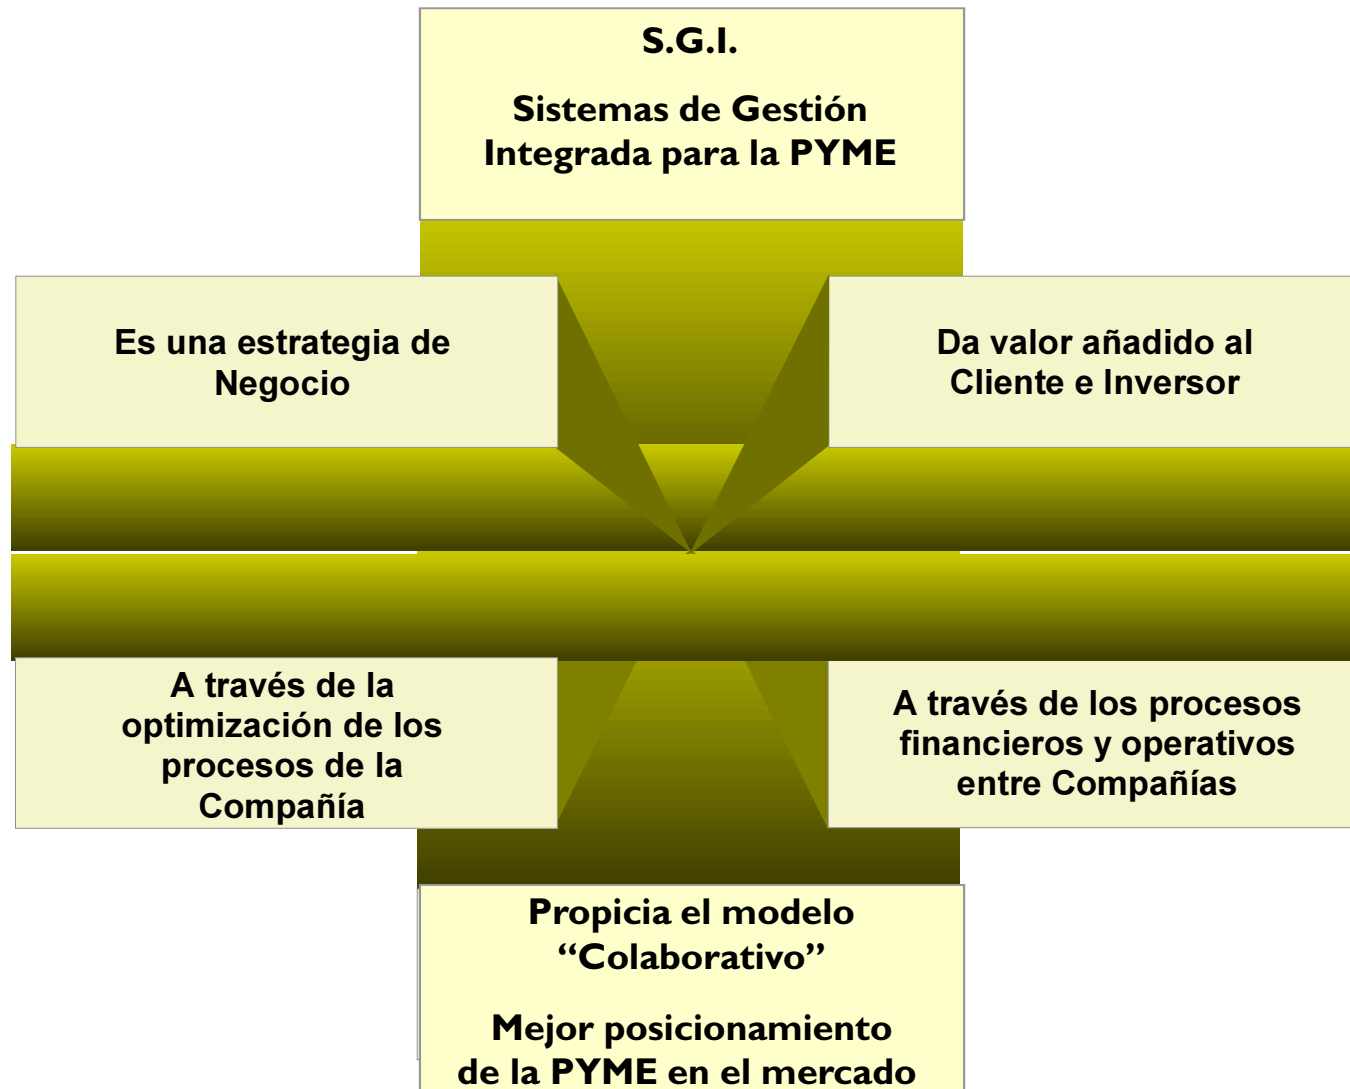 S.G.I.
Sistemas de Gestión
Integrada para la PYME
Es una estrategia de
Negocio
Da valor añadido al
Cliente e Inversor
A través de la
optimización de los
procesos de la
Compañía
A través de los procesos
financieros y operativos
entre Compañías
Propicia el modelo
“Colaborativo”
Mejor posicionamiento
de la PYME en el mercado